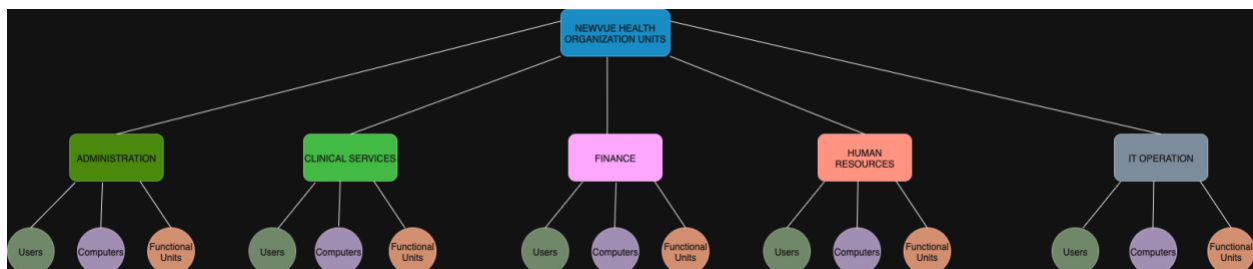 NEWVUE HEALTH
ORGANIZATION UNITS
ADMINISTRATION
CLINICAL SERVICES
FINANCE
HUMAN
RESOURCES
IT OPERATION
Users
Computers
Functional
Units
Users
Computers
Functional
Units
Users
Computers
Functional
Units
Users
Computers
Functional
Units
Users
Computers
Functional
Units